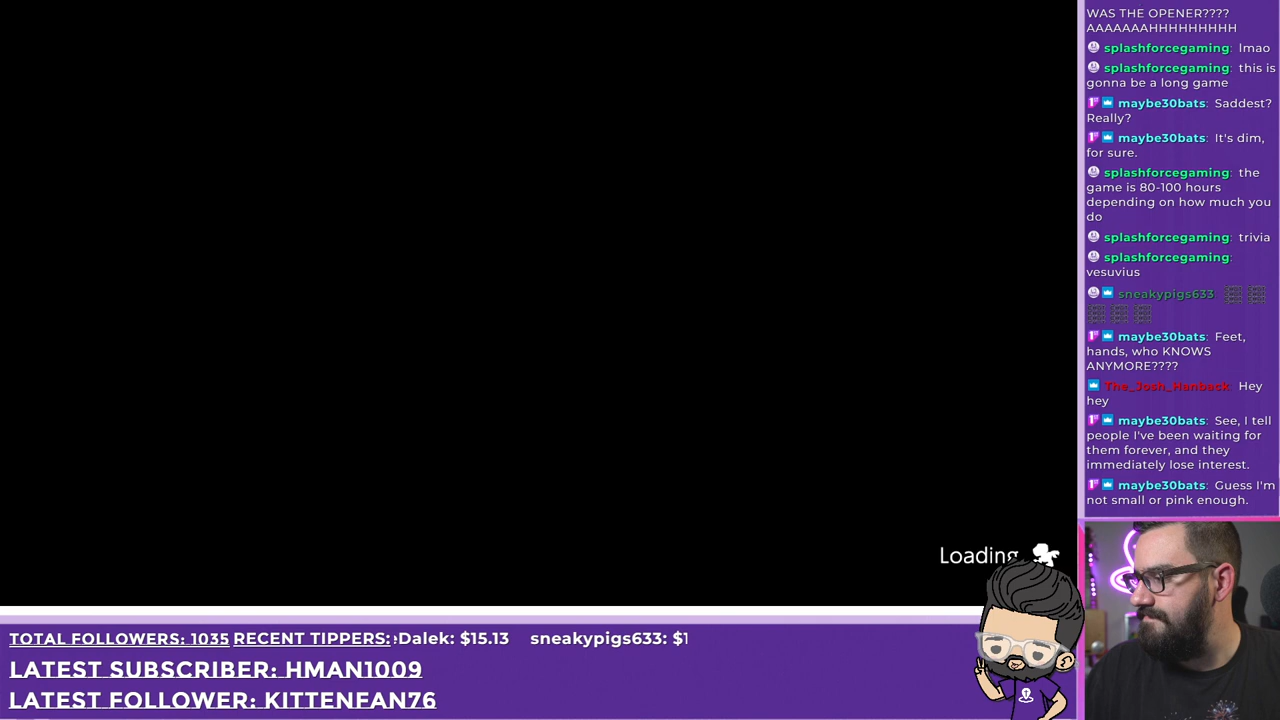 WAS THE OPENER????
AAAAAAAHHHHHHHHH
splashforcegaming: lmao
splashforcegaming: this is
gonna be a long game
maybe30bats: Saddest?
Really?
maybe30bats: It's dim,
for sure.
splashforcegaming: the
game is 80-100 hours
depending on how much you
do
splashforcegaming: trivia
splashforcegaming:
vesuvius
sneakypigs633
maybe30bats: Feet,
hands, who KNOWS
ANYMORE????
The_Josh_Hanback Hey
hey
maybe30bats: See, I tell
people I've been waiting for
them forever, and they
immediately lose interest.
maybe30bats: Guess I'm
not small or pink enough.
Loading
TOTAL FOLLOWERS: 1035 RECENT TIPPERS: Dalek: $15.13 sneakypigs633: $1
LATEST SUBSCRIBER: HMAN1009
LATEST FOLLOWER: KITTENFAN76